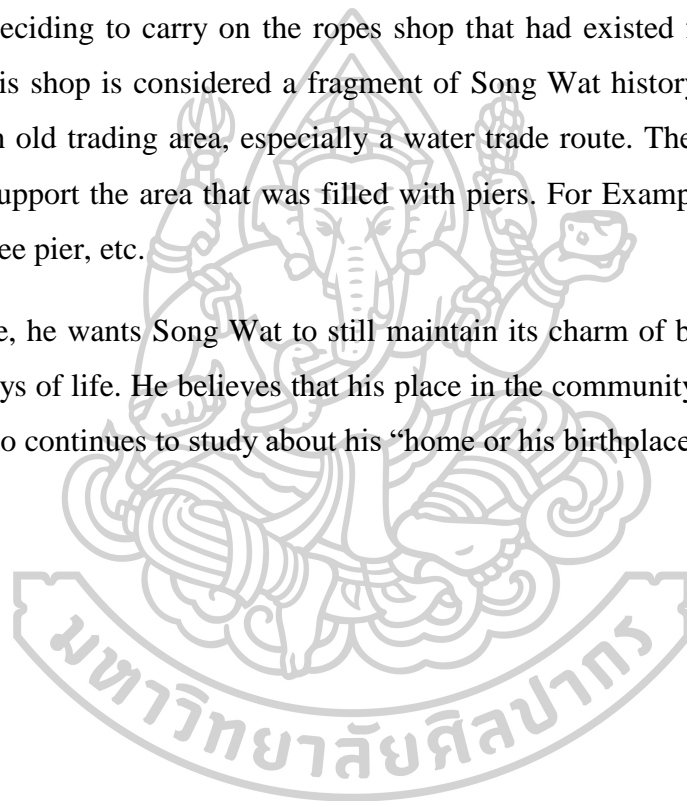 eciding to carry on the ropes shop that had existed
is shop is considered a fragment of Song Wat history
old trading area, especially a water trade route. The
upport the area that was filled with piers. For Examp
ee pier, etc.
e, he wants Song Wat to still maintain its charm of b
ys of life. He believes that his place in the community
o continues to study about his “home or his birthplace
มหาวิทยาลัยศิลปากร